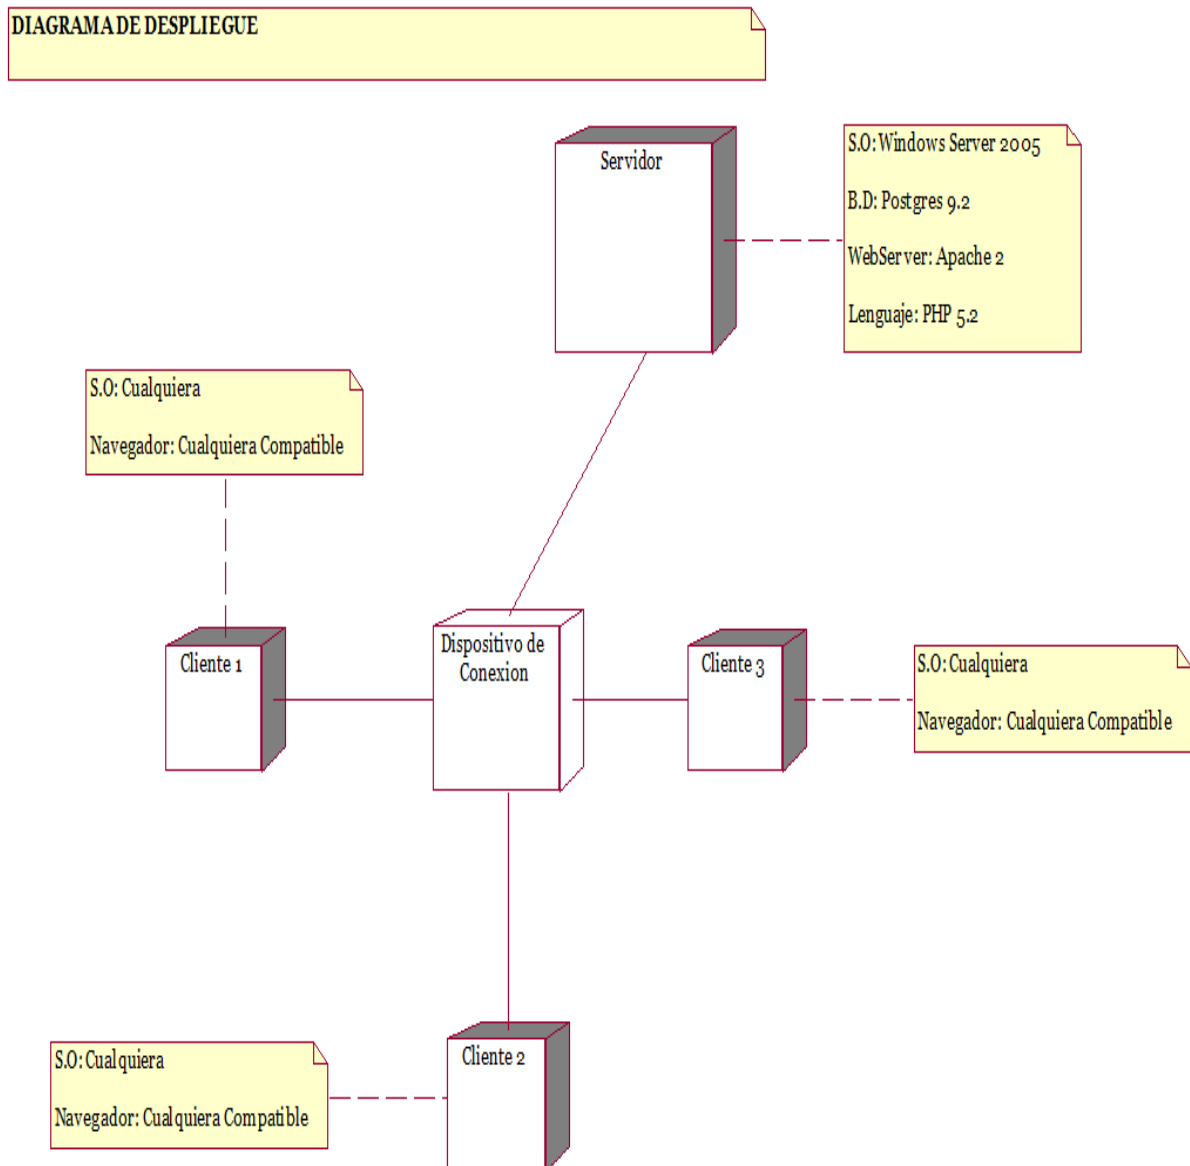 DIAGRAMA DE DESPLIEGUE
Servidor
S.O: Windows Server 2005
B.D: Postgres 9.2
WebServer: Apache 2
Lenguaje: PHP 5.2
S.O: Cualquiera
Navegador: Cualquiera Compatible
Cliente 1
Dispositivo de
Conexion
Cliente 3
S.O: Cualquiera
Navegador: Cualquiera Compatible
Cliente 2
S.O: Cualquiera
Navegador: Cualquiera Compatible